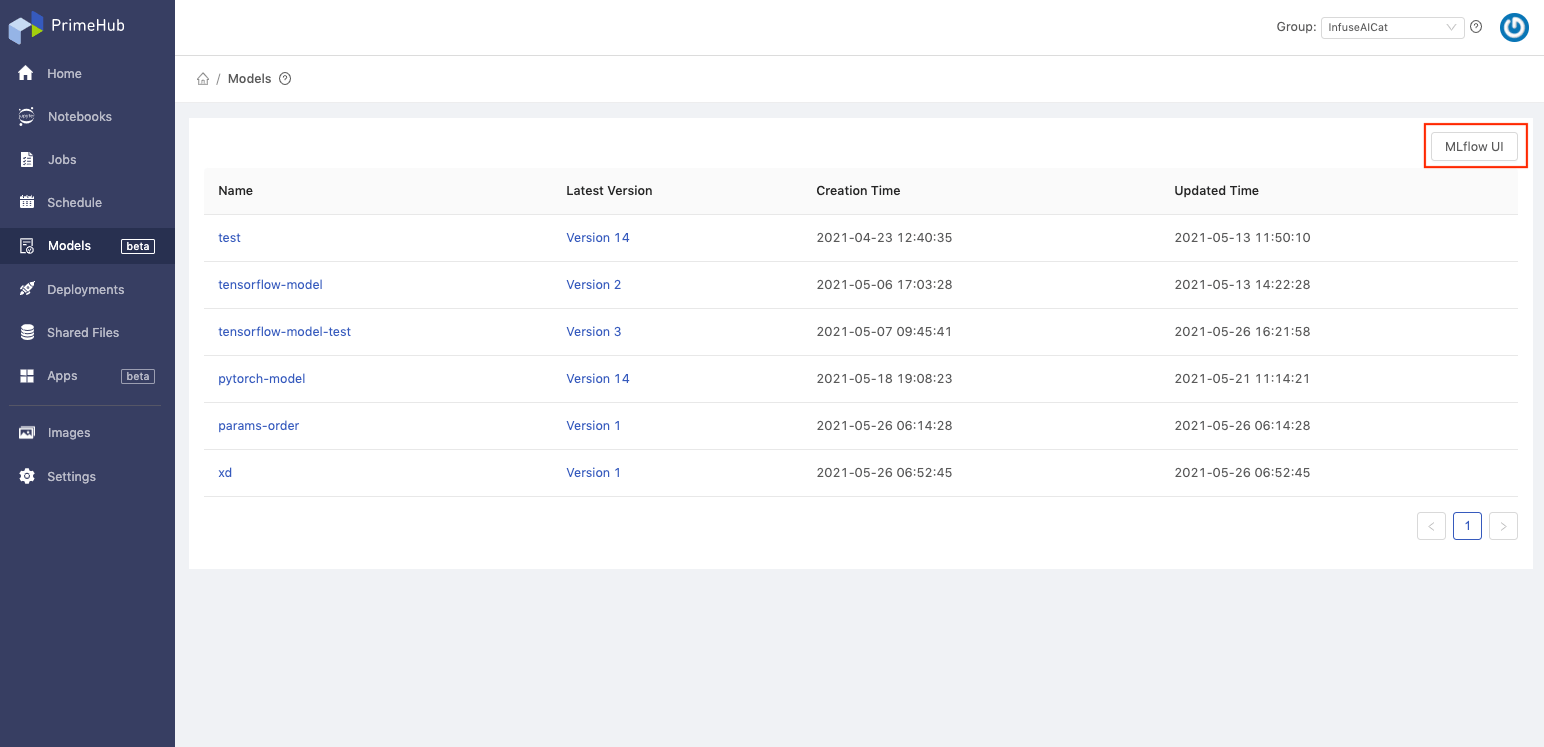 PrimeHub
Group: InfuseAICat
Home
Notebooks
Jobs
Schedule
Models beta
Deployments
Shared Files
Apps beta
Images
Settings
/ Models
MLflow UI
Name Latest Version Creation Time Updated Time
test Version 14 2021-04-23 12:40:35 2021-05-13 11:50:10
tensorflow-model Version 2 2021-05-06 17:03:28 2021-05-13 14:22:28
tensorflow-model-test Version 3 2021-05-07 09:45:41 2021-05-26 16:21:58
pytorch-model Version 14 2021-05-18 19:08:23 2021-05-21 11:14:21
params-order Version 1 2021-05-26 06:14:28 2021-05-26 06:14:28
xd Version 1 2021-05-26 06:52:45 2021-05-26 06:52:45
< 1 >